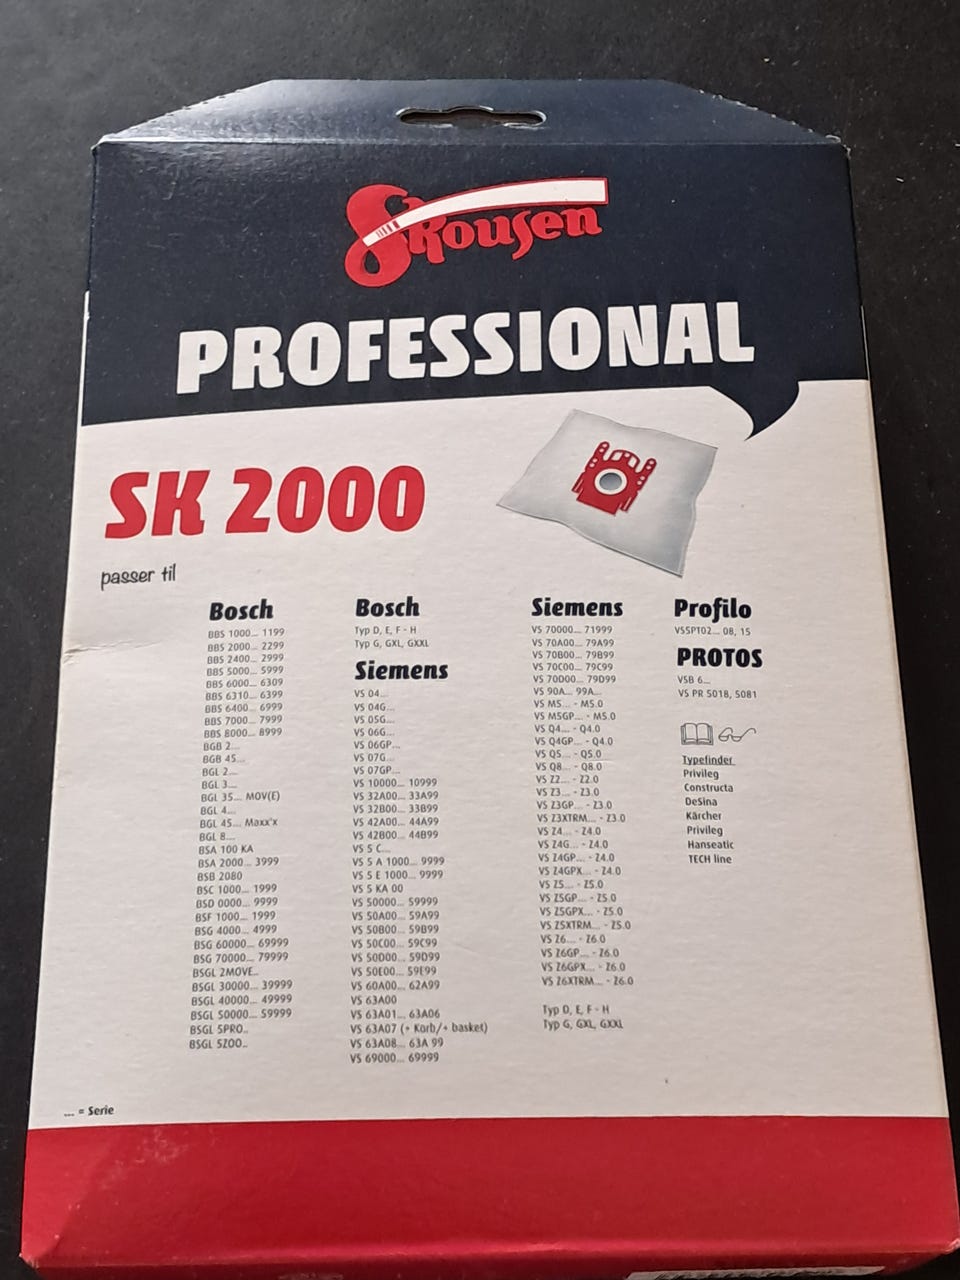 Skousen
PROFESSIONAL
SK 2000
passer til
Bosch
BBS 1000... 1199
BBS 2000... 2299
BBS 2400... 2999
BBS 5000... 5999
BBS 6000... 6309
BBS 6310... 6399
BBS 6400... 6999
BBS 7000... 7999
BBS 8000... 8999
BGB 2...
BGB 45...
BGL 2...
BGL 3...
BGL 35... MOV(E)
BGL 4...
BGL 45... Maxx'x
BGL 8...
BSA 100 KA
BSA 2000... 3999
BSB 2080
BSC 1000... 1999
BSD 0000... 9999
BSF 1000... 1999
BSG 4000... 4999
BSG 60000... 69999
BSG 70000... 79999
BSGL 2MOVE..
BSGL 30000... 39999
BSGL 40000... 49999
BSGL 50000... 59999
BSGL 5PRO..
BSGL 5ZOO..
Bosch
Typ D, E, F - H
Typ G, GXL, GXXL
Siemens
VS 04...
VS 04G...
VS 05G...
VS 06G...
VS 06GP...
VS 07G...
VS 07GP...
VS 10000... 10999
VS 32A00... 33A99
VS 32B00... 33B99
VS 42A00... 44A99
VS 42B00... 44B99
VS 5 C...
VS 5 A 1000... 9999
VS 5 E 1000... 9999
VS 5 KA 00
VS 50000... 59999
VS 50A00... 59A99
VS 50B00... 59B99
VS 50C00... 59C99
VS 50D00... 59D99
VS 50E00... 59E99
VS 60A00... 62A99
VS 63A00
VS 63A01... 63A06
VS 63A07 (+ Korb/+ basket)
VS 63A08... 63A 99
VS 69000... 69999
Siemens
VS 70000... 71999
VS 70A00... 79A99
VS 70B00... 79B99
VS 70C00... 79C99
VS 70D00... 79D99
VS 90A... 99A...
VS M5... - M5.0
VS M5GP... - M5.0
VS Q4... - Q4.0
VS Q4GP... - Q4.0
VS Q5... - Q5.0
VS Q8... - Q8.0
VS Z2... - Z2.0
VS Z3... - Z3.0
VS Z3GP... - Z3.0
VS Z3XTRM... - Z3.0
VS Z4... - Z4.0
VS Z4G... - Z4.0
VS Z4GP... - Z4.0
VS Z4GPX... - Z4.0
VS Z5... - Z5.0
VS Z5GP... - Z5.0
VS Z5GPX... - Z5.0
VS Z5XTRM... - Z5.0
VS Z6... - Z6.0
VS Z6GP... - Z6.0
VS Z6GPX... - Z6.0
VS Z6XTRM... - Z6.0
Typ D, E, F - H
Typ G, GXL, GXXL
Profilo
VSSPT02... 08, 15
PROTOS
VSB 6...
VS PR 5018, 5081
Typefinder
Privileg
Constructa
DeSina
Kärcher
Privileg
Hanseatic
TECH line
... = Serie